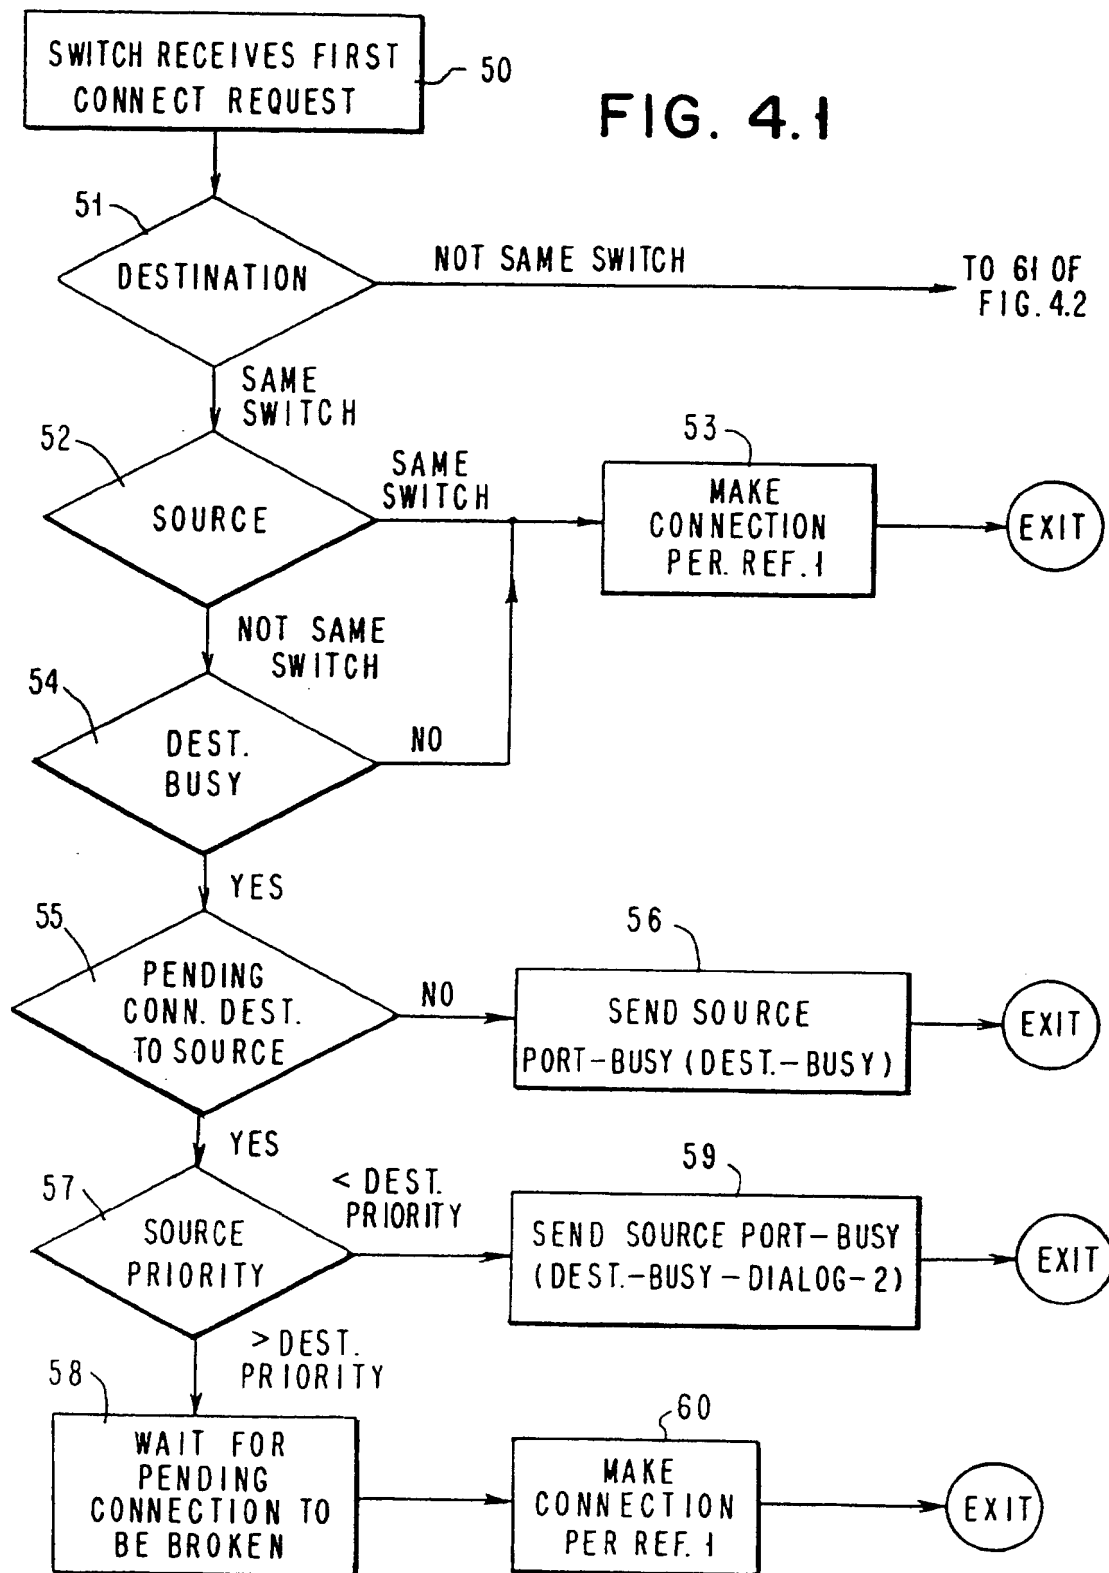 SWITCH RECEIVES FIRST
CONNECT REQUEST
50
FIG. 4.1
51
DESTINATION
NOT SAME SWITCH
TO 61 OF
FIG. 4.2
SAME
SWITCH
52
SOURCE
SAME
SWITCH
53
MAKE
CONNECTION
PER. REF. 1
EXIT
NOT SAME
SWITCH
54
DEST.
BUSY
NO
YES
55
PENDING
CONN. DEST.
TO SOURCE
NO
56
SEND SOURCE
PORT-BUSY (DEST.-BUSY)
EXIT
YES
57
SOURCE
PRIORITY
< DEST.
PRIORITY
59
SEND SOURCE PORT-BUSY
(DEST.-BUSY-DIALOG-2)
EXIT
> DEST.
PRIORITY
58
WAIT FOR
PENDING
CONNECTION TO
BE BROKEN
60
MAKE
CONNECTION
PER REF. 1
EXIT